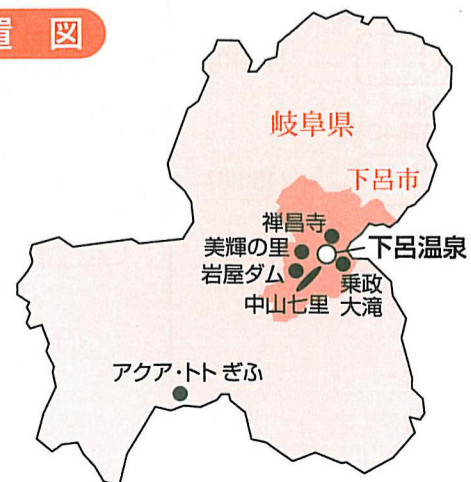 置 図
岐阜県
下呂市
禅昌寺
美輝の里
下呂温泉
岩屋ダム
乗政
大滝
中山七里
アクア・トト ぎふ